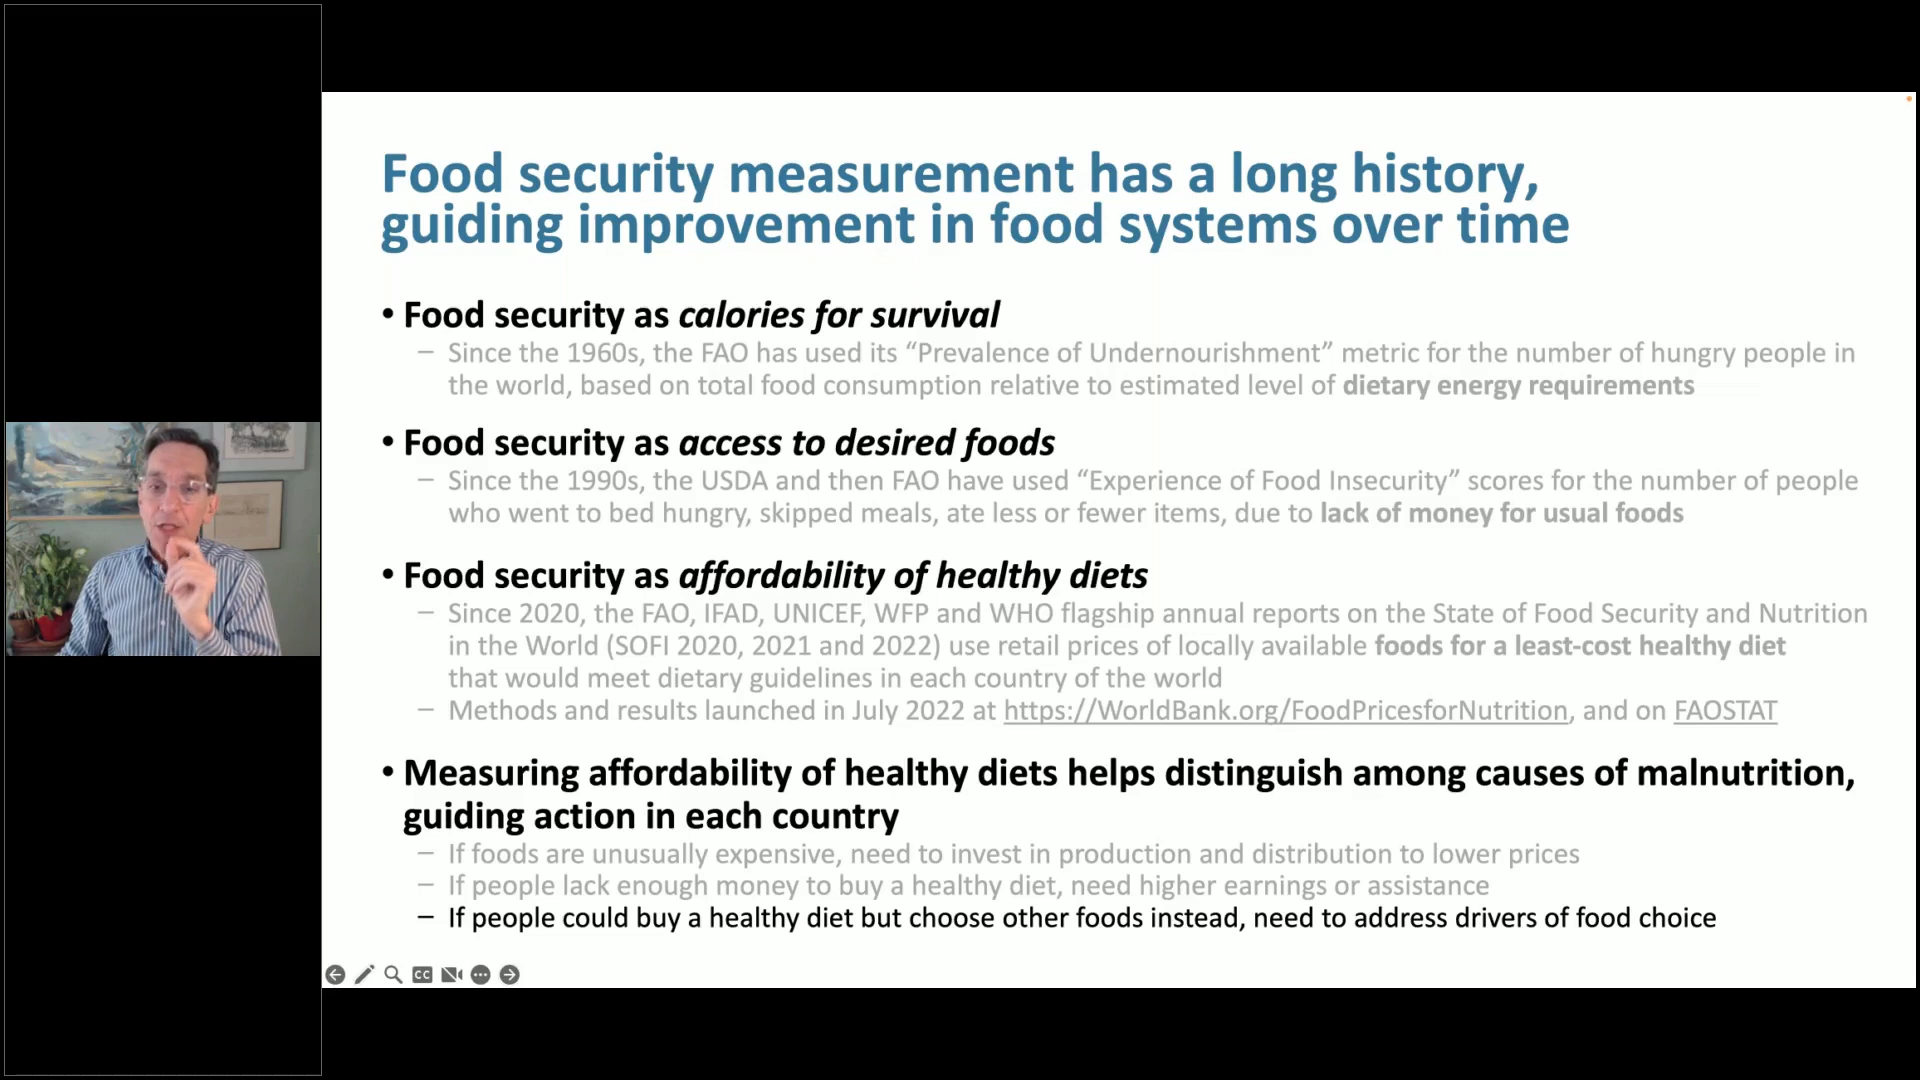 Food security measurement has a long history,
guiding improvement in food systems over time
• Food security as calories for survival
– Since the 1960s, the FAO has used its “Prevalence of Undernourishment” metric for the number of hungry people in
the world, based on total food consumption relative to estimated level of dietary energy requirements
• Food security as access to desired foods
– Since the 1990s, the USDA and then FAO have used “Experience of Food Insecurity” scores for the number of people
who went to bed hungry, skipped meals, ate less or fewer items, due to lack of money for usual foods
• Food security as affordability of healthy diets
– Since 2020, the FAO, IFAD, UNICEF, WFP and WHO flagship annual reports on the State of Food Security and Nutrition
in the World (SOFI 2020, 2021 and 2022) use retail prices of locally available foods for a least-cost healthy diet
that would meet dietary guidelines in each country of the world
– Methods and results launched in July 2022 at https://WorldBank.org/FoodPricesforNutrition, and on FAOSTAT
• Measuring affordability of healthy diets helps distinguish among causes of malnutrition,
guiding action in each country
– If foods are unusually expensive, need to invest in production and distribution to lower prices
– If people lack enough money to buy a healthy diet, need higher earnings or assistance
– If people could buy a healthy diet but choose other foods instead, need to address drivers of food choice
CC